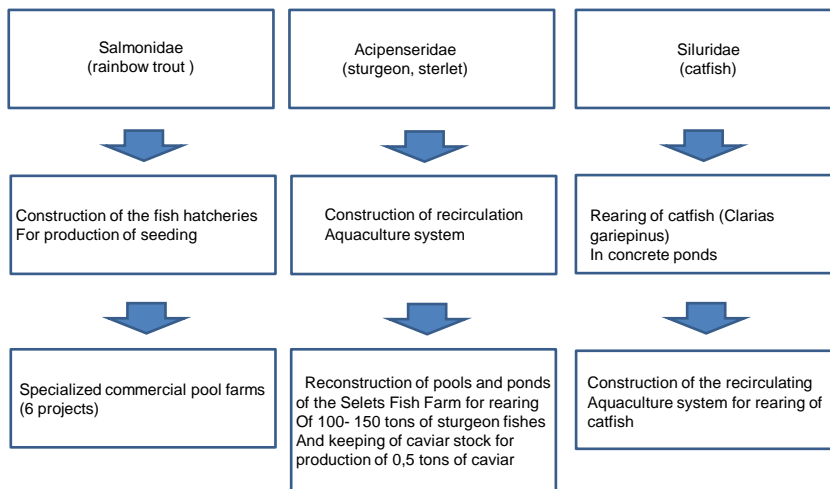 Salmonidae
(rainbow trout )
Acipenseridae
(sturgeon, sterlet)
Siluridae
(catfish)
Construction of the fish hatcheries
For production of seeding
Construction of recirculation
Aquaculture system
Rearing of catfish (Clarias
gariepinus)
In concrete ponds
Specialized commercial pool farms
(6 projects)
Reconstruction of pools and ponds
of the Selets Fish Farm for rearing
Of 100- 150 tons of sturgeon fishes
And keeping of caviar stock for
production of 0,5 tons of caviar
Construction of the recirculating
Aquaculture system for rearing of
catfish